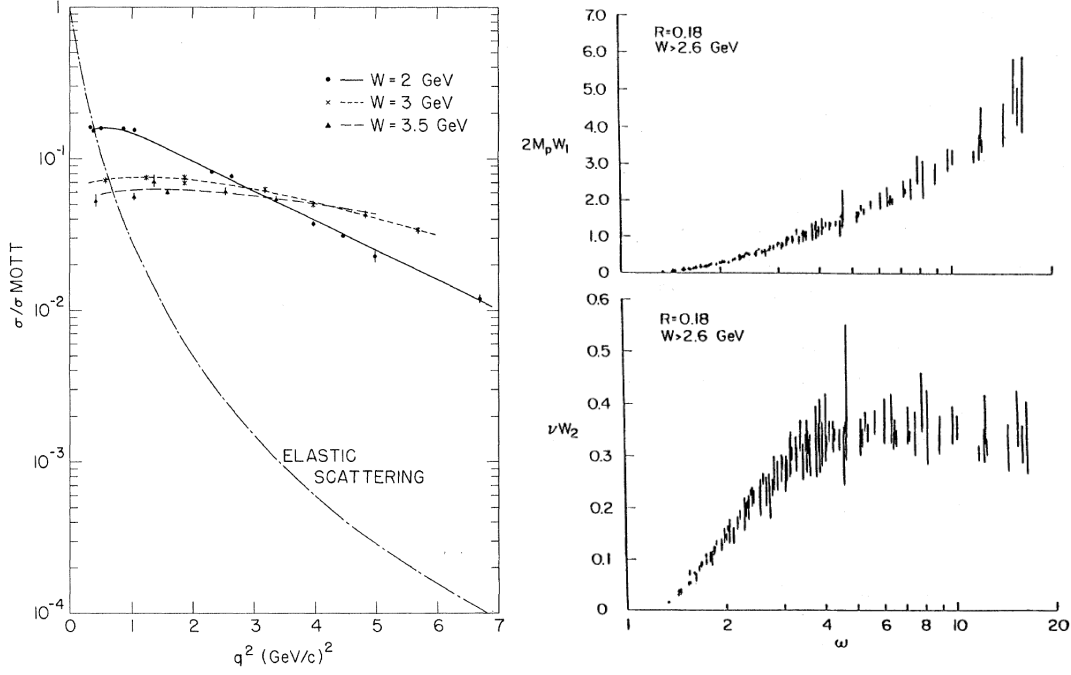 1
10⁻¹
10⁻²
10⁻³
10⁻⁴
σ/σ MOTT
W = 2 GeV
W = 3 GeV
W = 3.5 GeV
ELASTIC
SCATTERING
0 1 2 3 4 5 6 7
q² (GeV/c)²
7.0
6.0
5.0
4.0
3.0
2.0
1.0
0
2MₚW₁
R=0.18
W>2.6 GeV
10 20
0.6
0.5
0.4
0.3
0.2
0.1
0
νW₂
R=0.18
W>2.6 GeV
1 2 4 6 8 10 20
ω